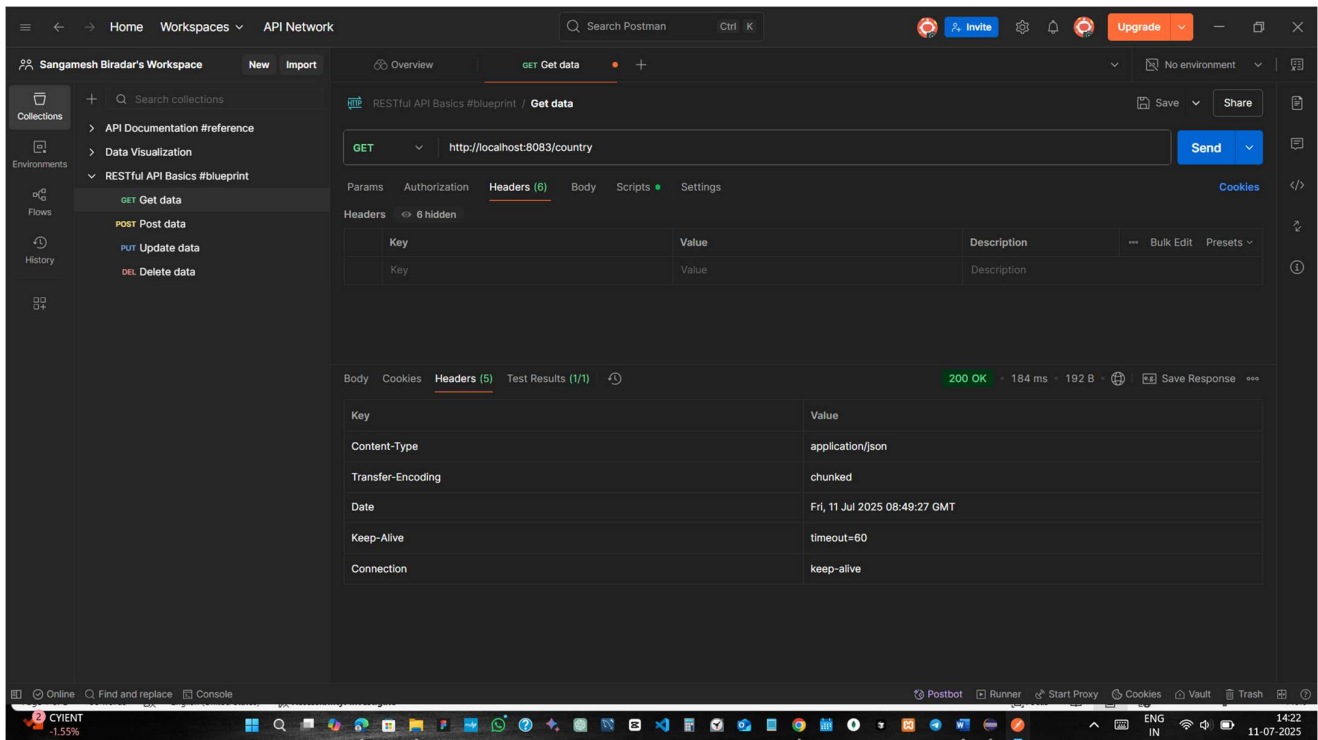 Home Workspaces API Network Search Postman Ctrl K Invite Upgrade
Sangamesh Biradar's Workspace New Import Overview GET Get data No environment
Collections Search collections RESTful API Basics #blueprint / Get data Save Share
API Documentation #reference
Environments Data Visualization GET http://localhost:8083/country Send
RESTful API Basics #blueprint
Flows GET Get data Params Authorization Headers (6) Body Scripts Settings Cookies
POST Post data Headers 6 hidden
History PUT Update data Key Value Description Bulk Edit Presets
DEL Delete data Key Value Description
Body Cookies Headers (5) Test Results (1/1) 200 OK 184 ms 192 B Save Response
Key Value
Content-Type application/json
Transfer-Encoding chunked
Date Fri, 11 Jul 2025 08:49:27 GMT
Keep-Alive timeout=60
Connection keep-alive
Online Find and replace Console Postbot Runner Start Proxy Cookies Vault Trash
2 CYIENT ENG 14:22
-1.55% IN 11-07-2025